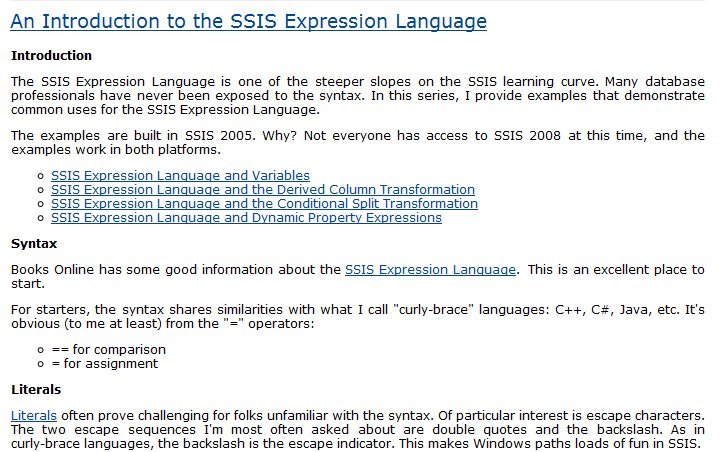 An Introduction to the SSIS Expression Language
Introduction
The SSIS Expression Language is one of the steeper slopes on the SSIS learning curve. Many database
professionals have never been exposed to the syntax. In this series, I provide examples that demonstrate
common uses for the SSIS Expression Language.
The examples are built in SSIS 2005. Why? Not everyone has access to SSIS 2008 at this time, and the
examples work in both platforms.
SSIS Expression Language and Variables
SSIS Expression Language and the Derived Column Transformation
SSIS Expression Language and the Conditional Split Transformation
SSIS Expression Language and Dynamic Property Expressions
Syntax
Books Online has some good information about the SSIS Expression Language. This is an excellent place to
start.
For starters, the syntax shares similarities with what I call "curly-brace" languages: C++, C#, Java, etc. It's
obvious (to me at least) from the "=" operators:
== for comparison
= for assignment
Literals
Literals often prove challenging for folks unfamiliar with the syntax. Of particular interest is escape characters.
The two escape sequences I'm most often asked about are double quotes and the backslash. As in
curly-brace languages, the backslash is the escape indicator. This makes Windows paths loads of fun in SSIS.